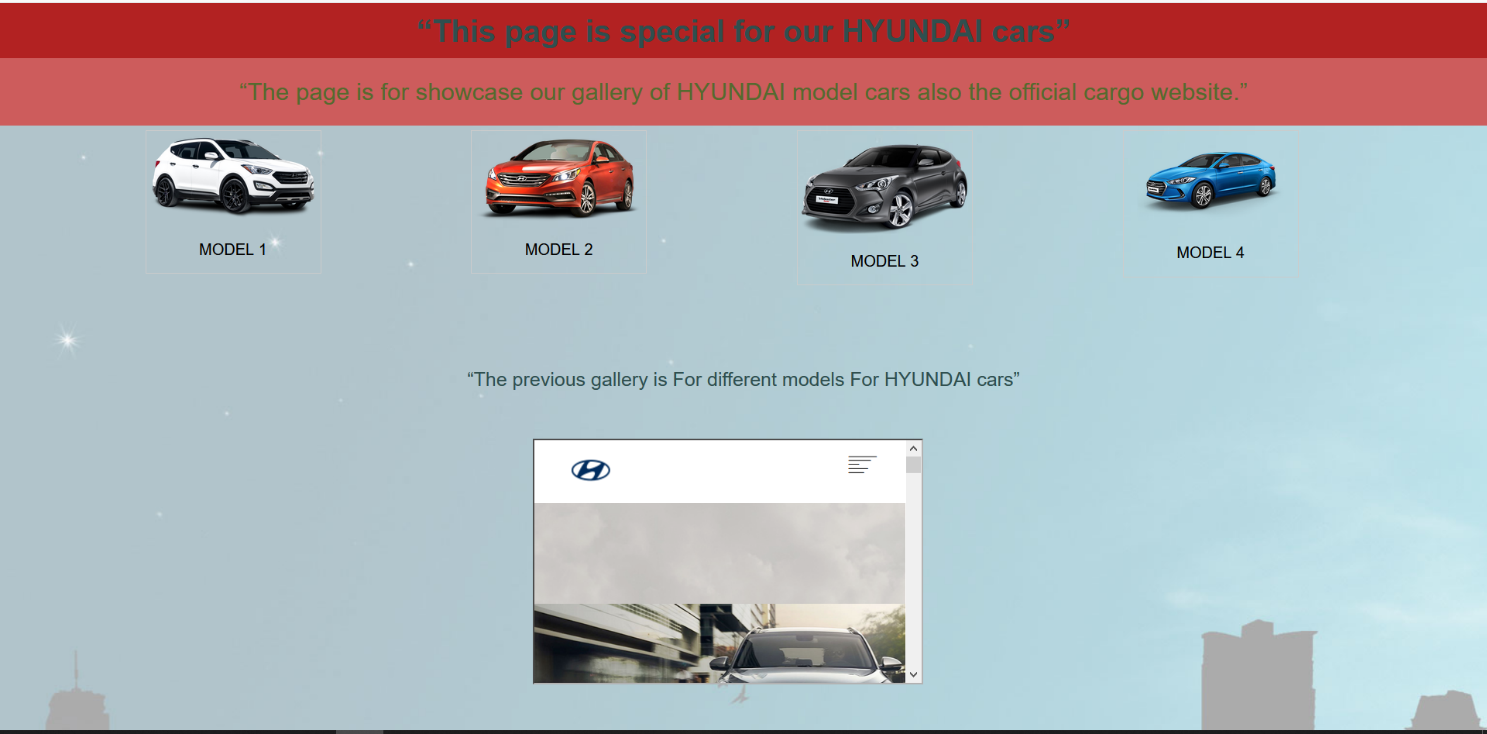 “This page is special for our HYUNDAI cars”
“The page is for showcase our gallery of HYUNDAI model cars also the official cargo website.”
MODEL 1
MODEL 2
MODEL 3
MODEL 4
“The previous gallery is For different models For HYUNDAI cars”